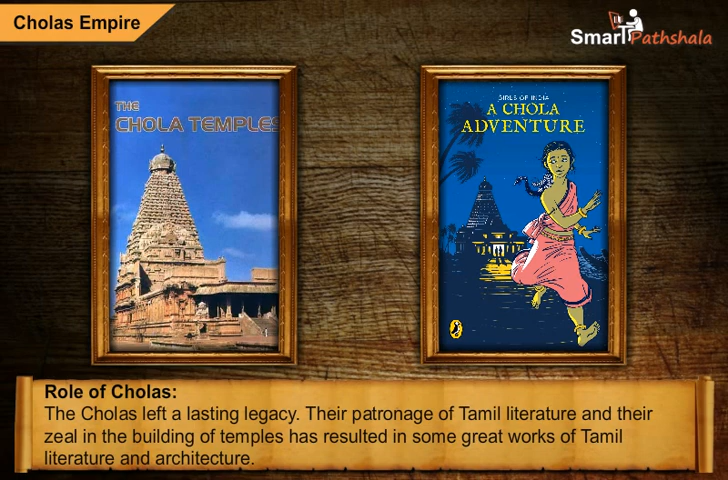 Cholas Empire
Smart Pathshala
THE
CHOLA TEMPLES
GIRLS OF INDIA
A CHOLA
ADVENTURE
Role of Cholas:
The Cholas left a lasting legacy. Their patronage of Tamil literature and their
zeal in the building of temples has resulted in some great works of Tamil
literature and architecture.